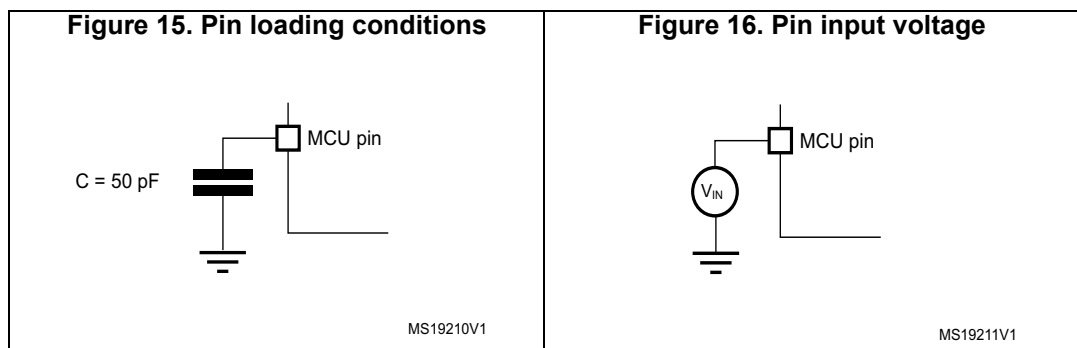 Figure 15. Pin loading conditions
MCU pin
C = 50 pF
MS19210V1
Figure 16. Pin input voltage
MCU pin
VIN
MS19211V1